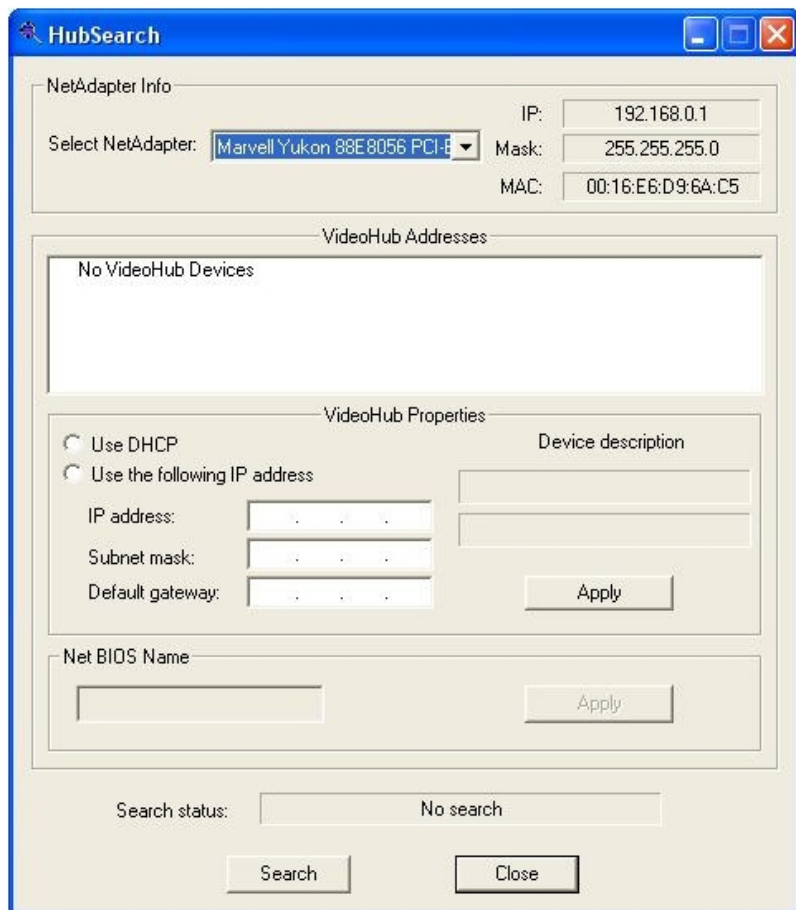 HubSearch
NetAdapter Info
IP: 192.168.0.1
Select NetAdapter: Marvell Yukon 88E8056 PCI-E Mask: 255.255.255.0
MAC: 00:16:E6:D9:6A:C5
VideoHub Addresses
No VideoHub Devices
VideoHub Properties
Use DHCP
Device description
Use the following IP address
IP address: . . .
Subnet mask: . . .
Default gateway: . . .
Apply
Net BIOS Name
Apply
Search status: No search
Search Close